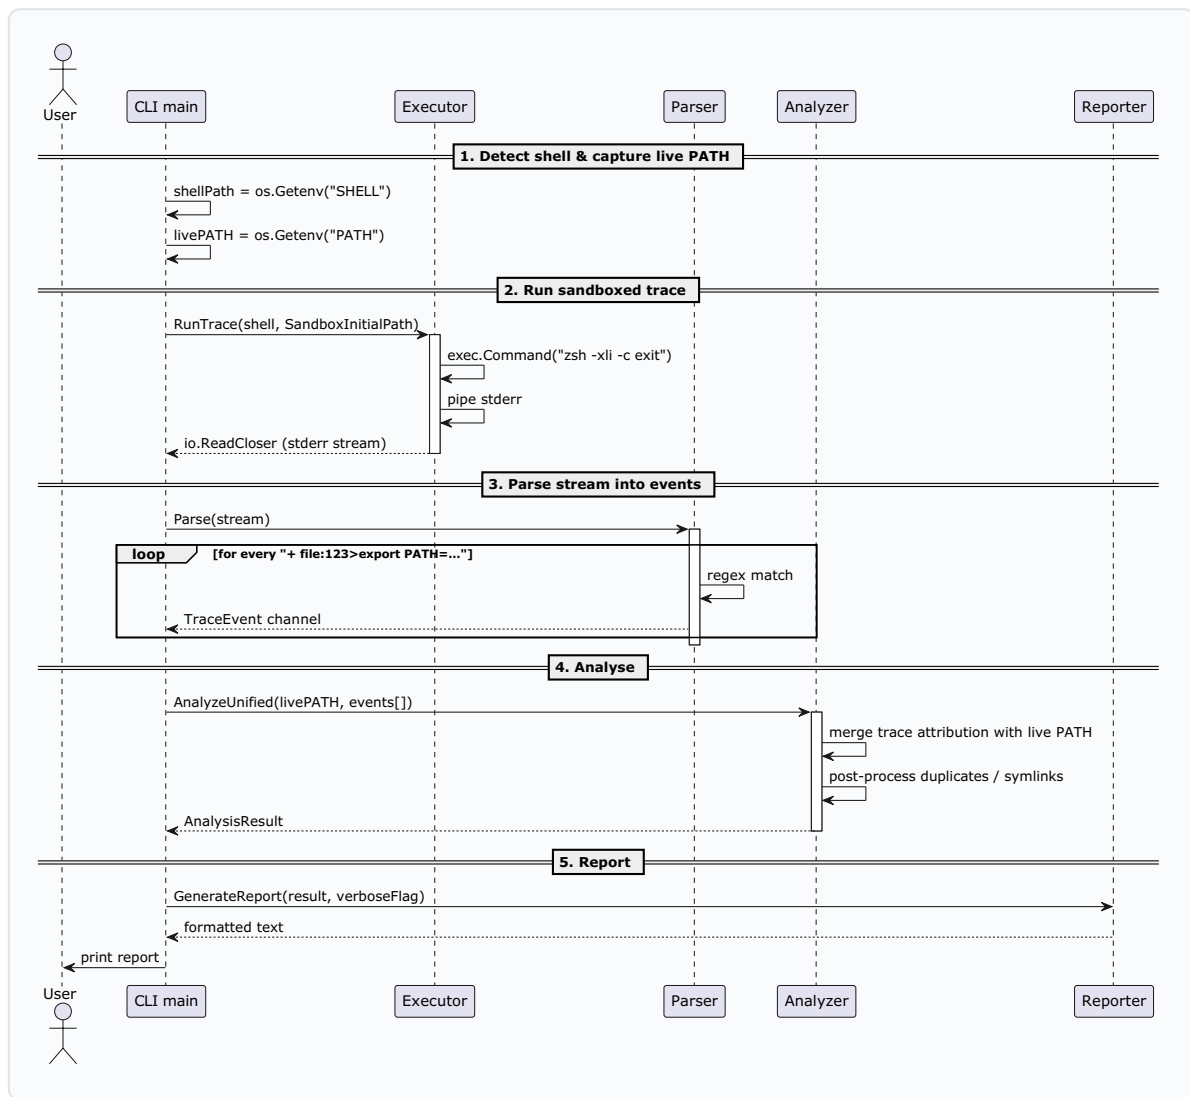 User
CLI main
Executor
Parser
Analyzer
Reporter
1. Detect shell & capture live PATH
shellPath = os.Getenv("SHELL")
livePATH = os.Getenv("PATH")
2. Run sandboxed trace
RunTrace(shell, SandboxInitialPath)
exec.Command("zsh -xli -c exit")
pipe stderr
io.ReadCloser (stderr stream)
3. Parse stream into events
Parse(stream)
loop
[for every "+ file:123>export PATH=..."]
regex match
TraceEvent channel
4. Analyse
AnalyzeUnified(livePATH, events[])
merge trace attribution with live PATH
post-process duplicates / symlinks
AnalysisResult
5. Report
GenerateReport(result, verboseFlag)
formatted text
print report
User
CLI main
Executor
Parser
Analyzer
Reporter